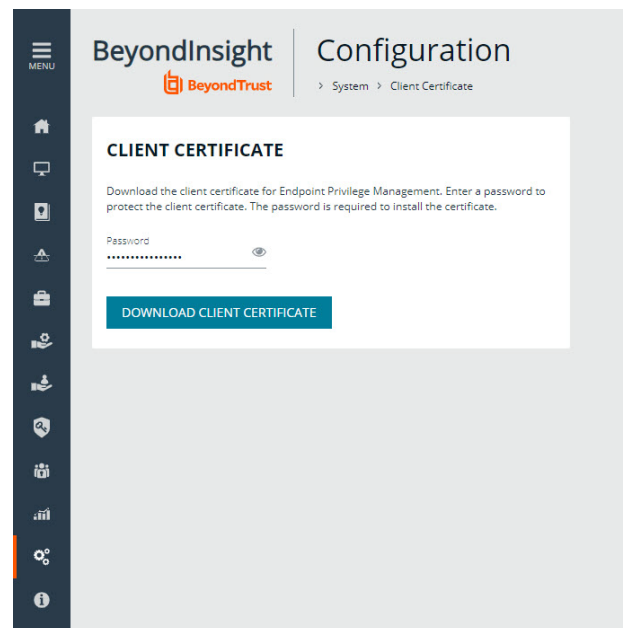 MENU
BeyondInsight
BeyondTrust
Configuration
> System > Client Certificate
CLIENT CERTIFICATE
Download the client certificate for Endpoint Privilege Management. Enter a password to
protect the client certificate. The password is required to install the certificate.
Password
••••••••••••••••
DOWNLOAD CLIENT CERTIFICATE